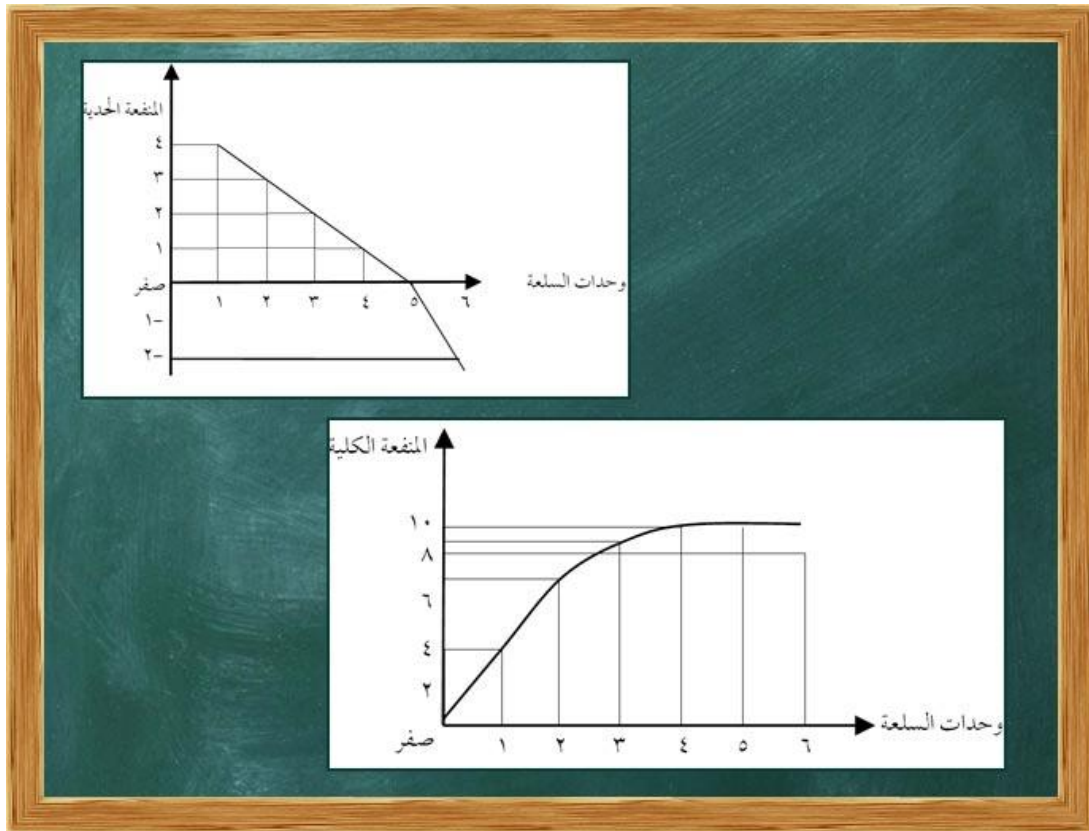 المنفعة الحدية
٤
٣
٢
١
صفر
١ ٢ ٣ ٤ ٥ ٦
وحدات السلعة
١−
٢−
المنفعة الكلية
١٠
٨
٦
٤
٢
صفر
١ ٢ ٣ ٤ ٥ ٦
وحدات السلعة